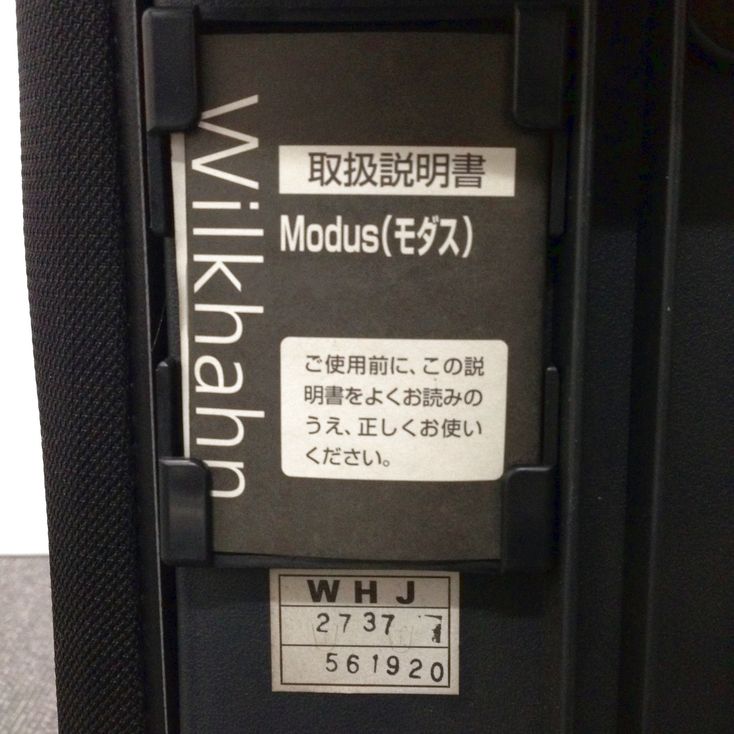 Wilkhahn
取扱説明書
Modus(モダス)
ご使用前に、この説
明書をよくお読みの
うえ、正しくお使い
ください。
WHJ
2737
561920